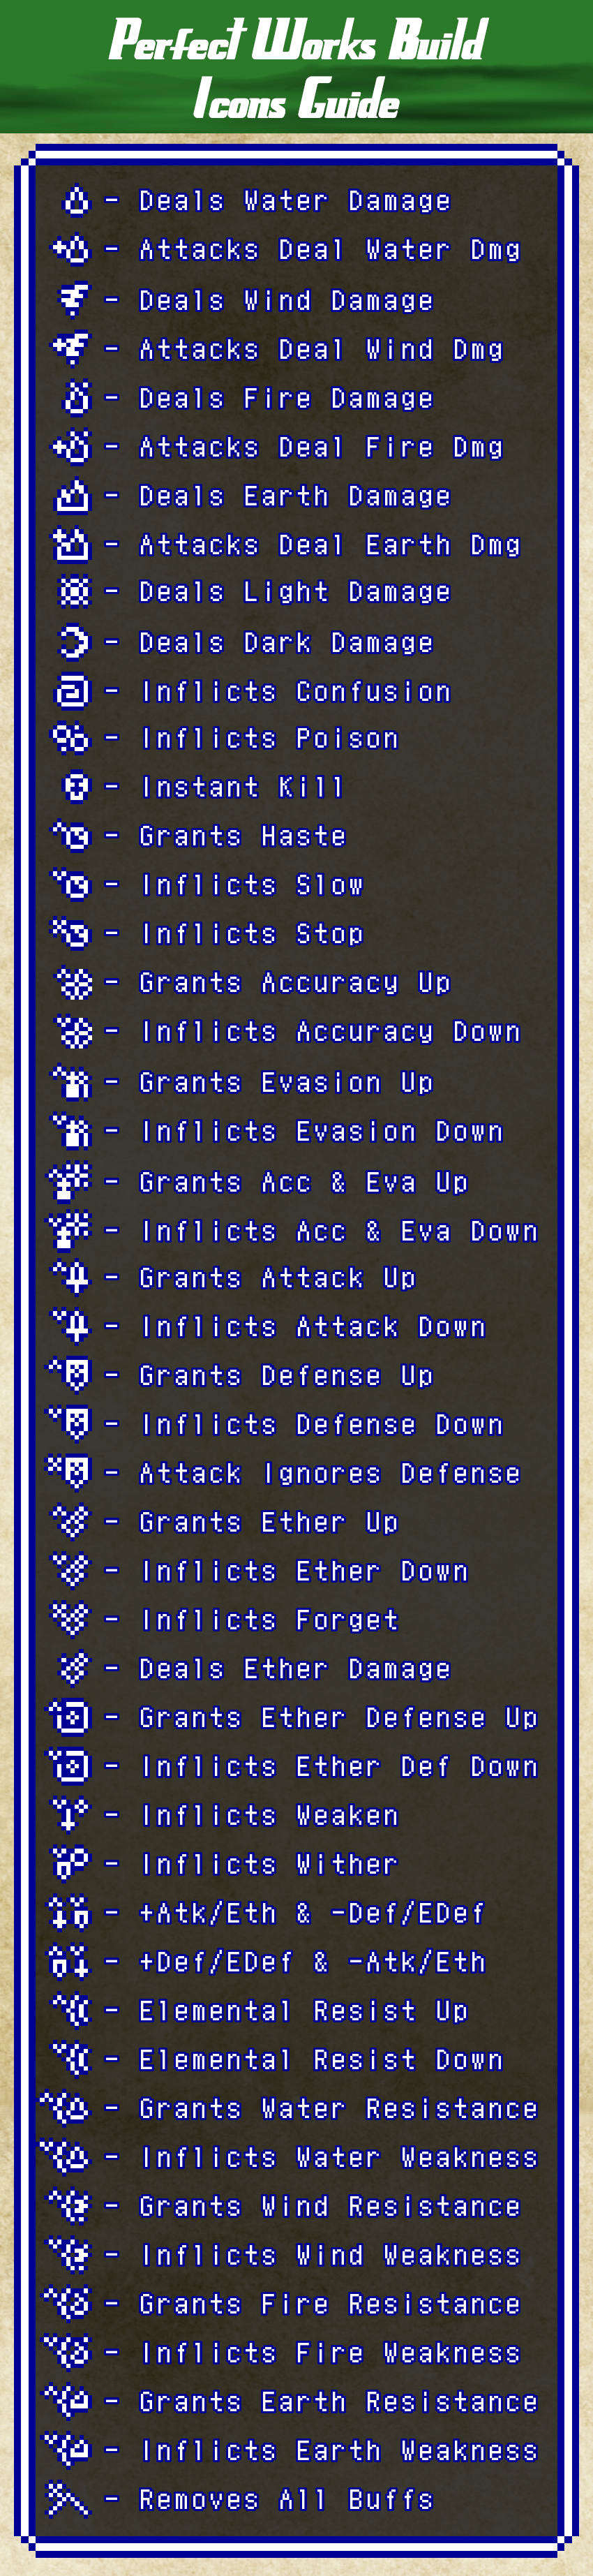 Perfect Works Build
Icons Guide
- Deals Water Damage
- Attacks Deal Water Dmg
- Deals Wind Damage
- Attacks Deal Wind Dmg
- Deals Fire Damage
- Attacks Deal Fire Dmg
- Deals Earth Damage
- Attacks Deal Earth Dmg
- Deals Light Damage
- Deals Dark Damage
- Inflicts Confusion
- Inflicts Poison
- Instant Kill
- Grants Haste
- Inflicts Slow
- Inflicts Stop
- Grants Accuracy Up
- Inflicts Accuracy Down
- Grants Evasion Up
- Inflicts Evasion Down
- Grants Acc & Eva Up
- Inflicts Acc & Eva Down
- Grants Attack Up
- Inflicts Attack Down
- Grants Defense Up
- Inflicts Defense Down
- Attack Ignores Defense
- Grants Ether Up
- Inflicts Ether Down
- Inflicts Forget
- Deals Ether Damage
- Grants Ether Defense Up
- Inflicts Ether Def Down
- Inflicts Weaken
- Inflicts Wither
- +Atk/Eth & -Def/EDef
- +Def/EDef & -Atk/Eth
- Elemental Resist Up
- Elemental Resist Down
- Grants Water Resistance
- Inflicts Water Weakness
- Grants Wind Resistance
- Inflicts Wind Weakness
- Grants Fire Resistance
- Inflicts Fire Weakness
- Grants Earth Resistance
- Inflicts Earth Weakness
- Removes All Buffs